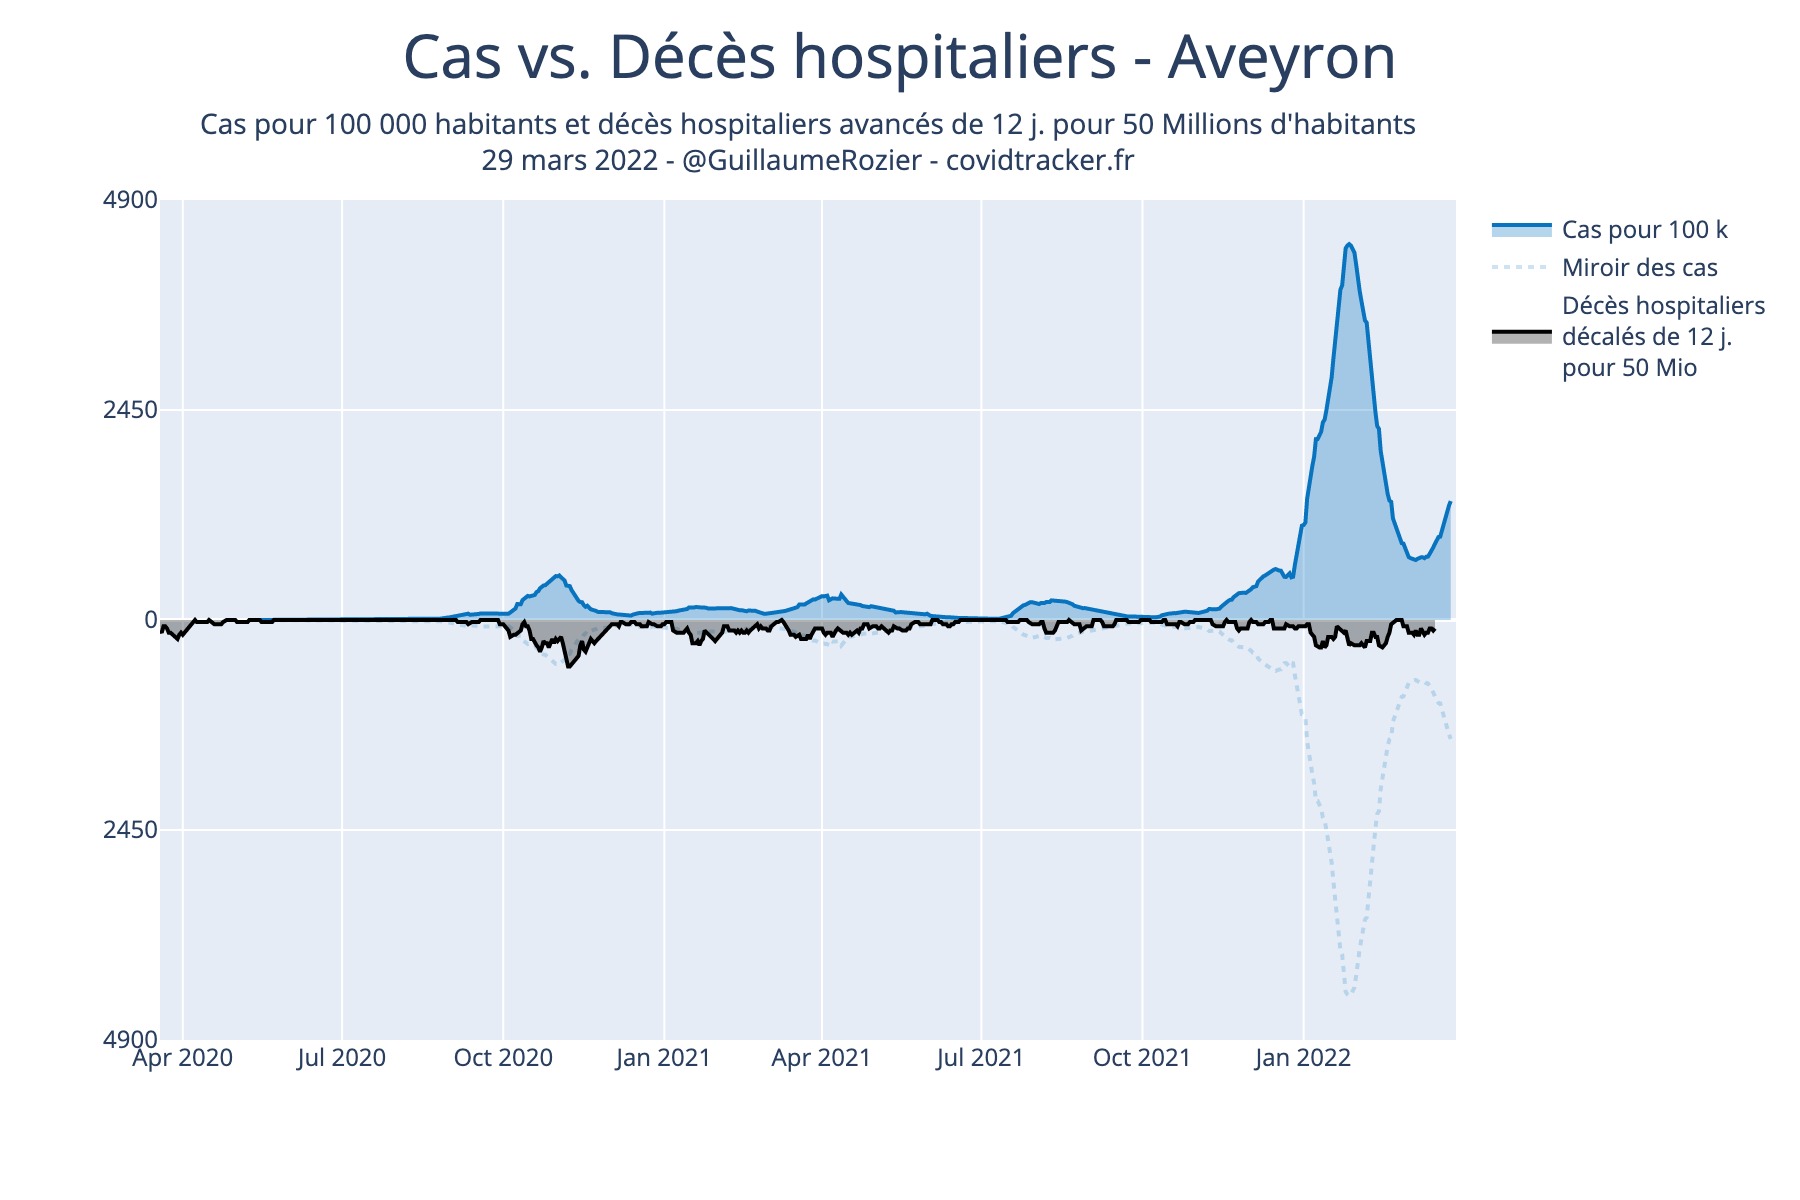 Cas vs. Décès hospitaliers - Aveyron
Cas pour 100 000 habitants et décès hospitaliers avancés de 12 j. pour 50 Millions d'habitants
29 mars 2022 - @GuillaumeRozier - covidtracker.fr
4900
2450
0
2450
4900
Apr 2020
Jul 2020
Oct 2020
Jan 2021
Apr 2021
Jul 2021
Oct 2021
Jan 2022
Cas pour 100 k
Miroir des cas
Décès hospitaliers
décalés de 12 j.
pour 50 Mio